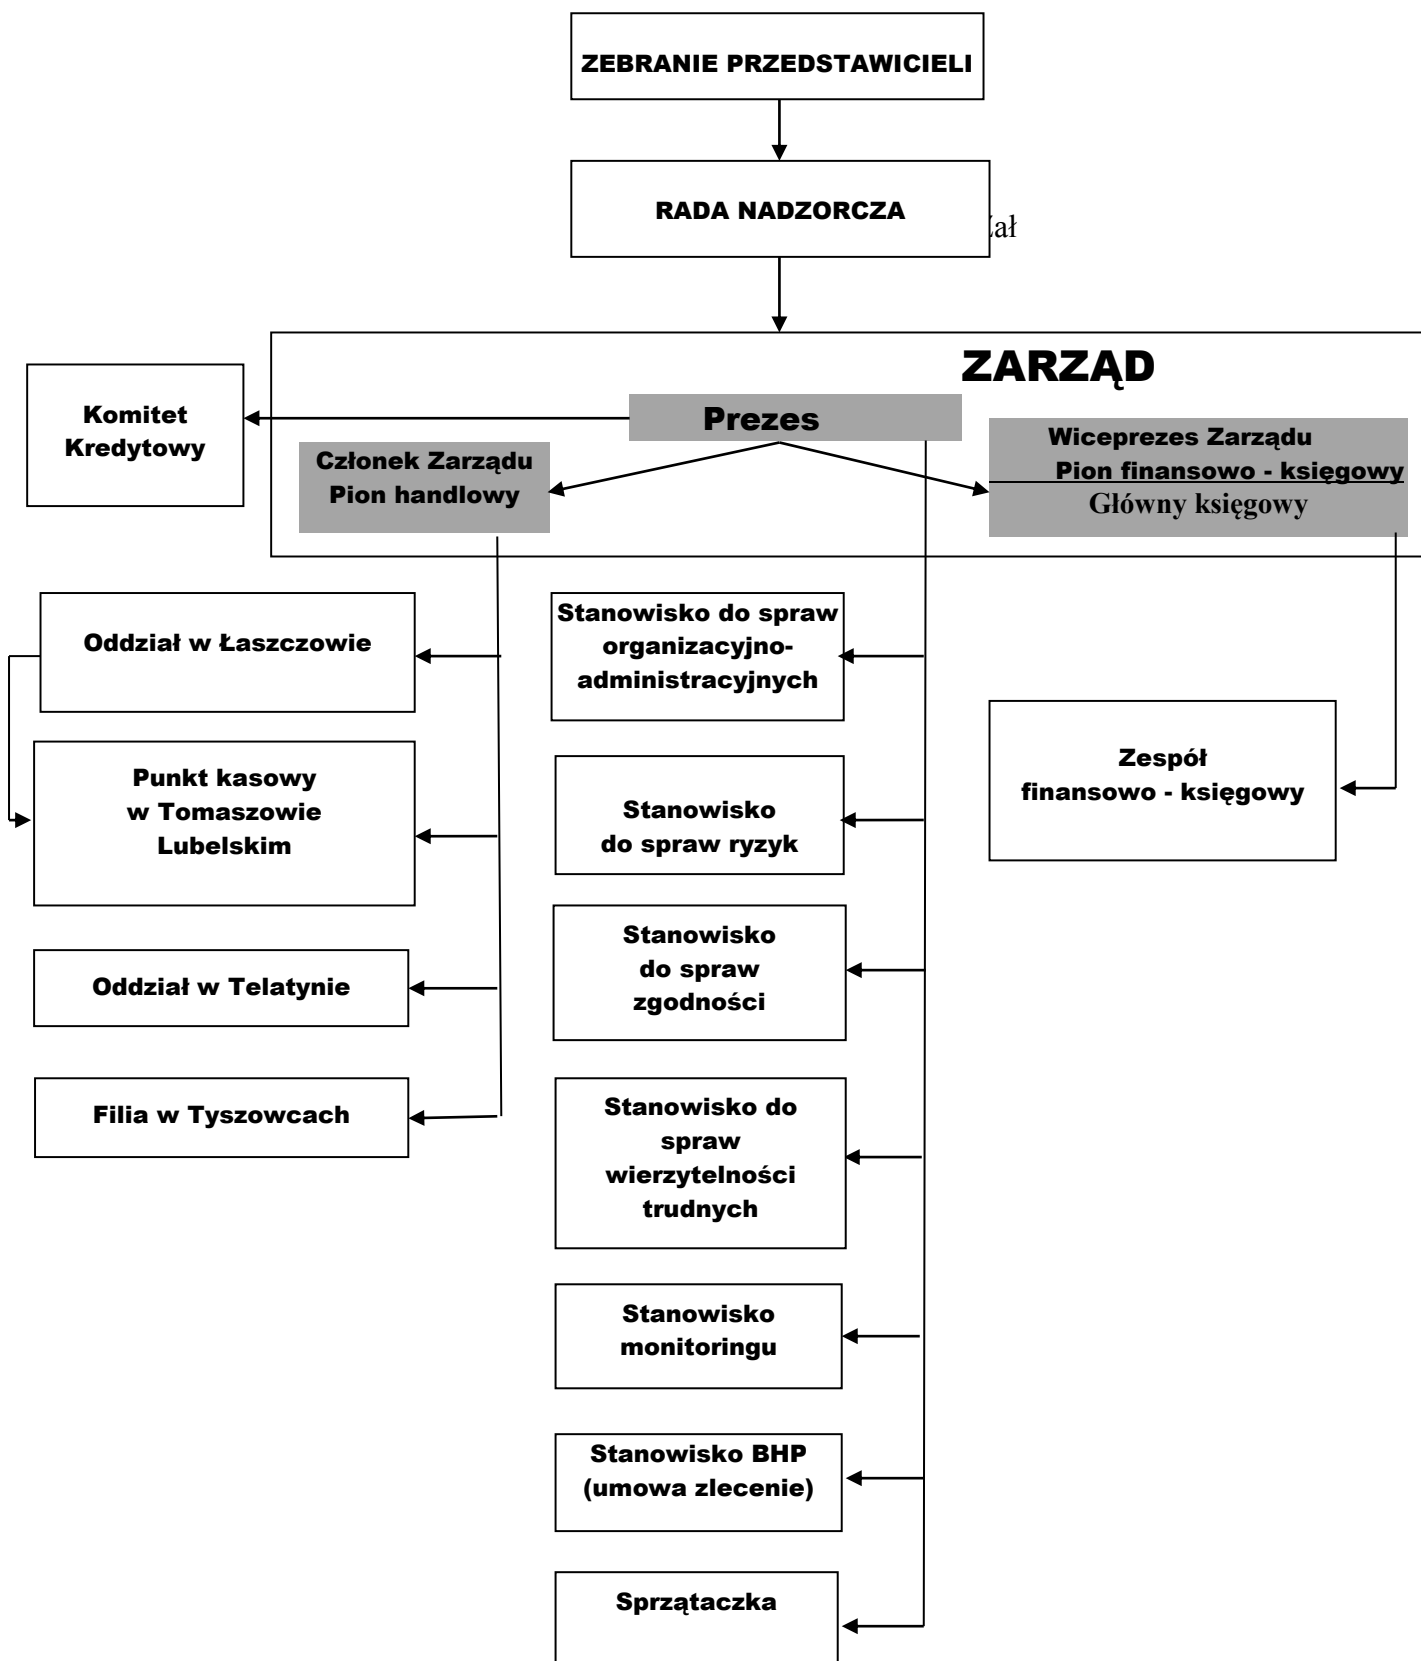 ZEBRANIE PRZEDSTAWICIELI
RADA NADZORCZA
ZARZĄD
Komitet
Kredytowy
Prezes
Członek Zarządu
Pion handlowy
Wiceprezes Zarządu
Pion finansowo - księgowy
Główny księgowy
Oddział w Łaszczowie
Punkt kasowy
w Tomaszowie
Lubelskim
Oddział w Telatynie
Filia w Tyszowcach
Stanowisko do spraw
organizacyjno-
administracyjnych
Stanowisko
do spraw ryzyk
Stanowisko
do spraw
zgodności
Stanowisko do
spraw
wierzytelności
trudnych
Stanowisko
monitoringu
Stanowisko BHP
(umowa zlecenie)
Sprzątaczka
Zespół
finansowo - księgowy